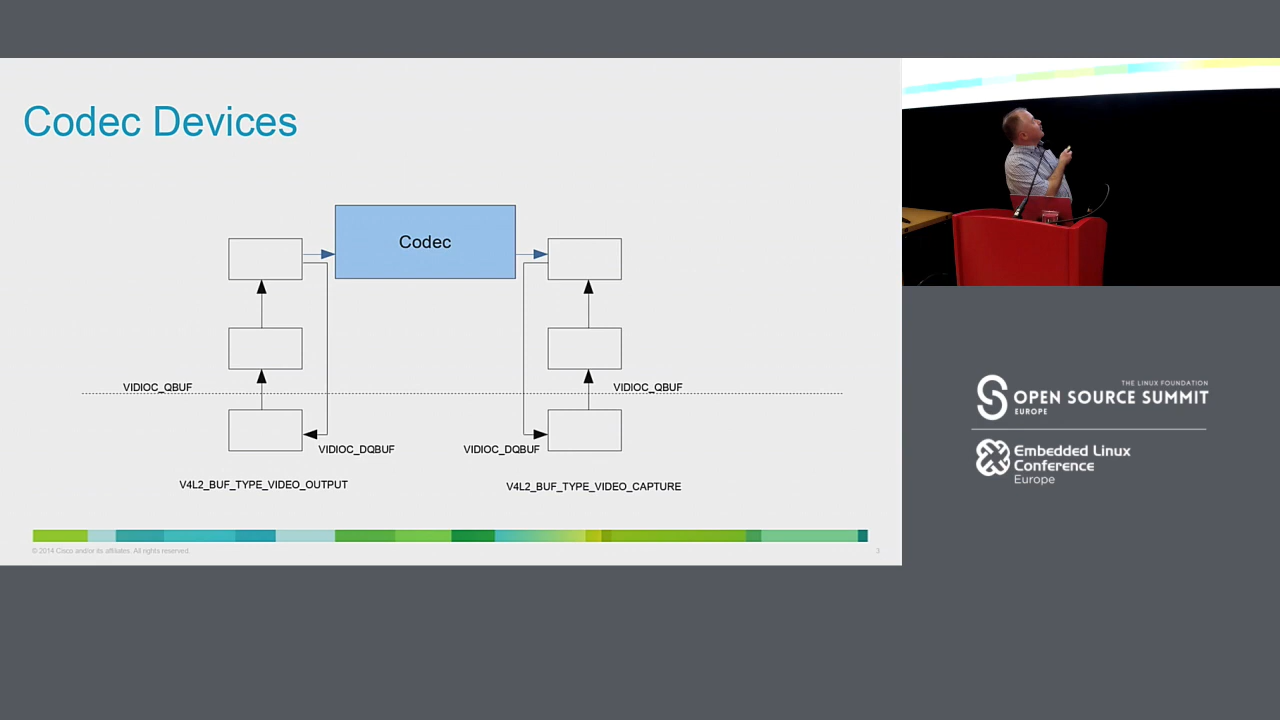 Codec Devices
Codec
VIDIOC_QBUF
VIDIOC_QBUF
VIDIOC_DQBUF
VIDIOC_DQBUF
V4L2_BUF_TYPE_VIDEO_OUTPUT
V4L2_BUF_TYPE_VIDEO_CAPTURE
© 2014 Cisco and/or its affiliates. All rights reserved.
3
THE LINUX FOUNDATION
OPEN SOURCE SUMMIT
EUROPE
Embedded Linux
Conference
Europe